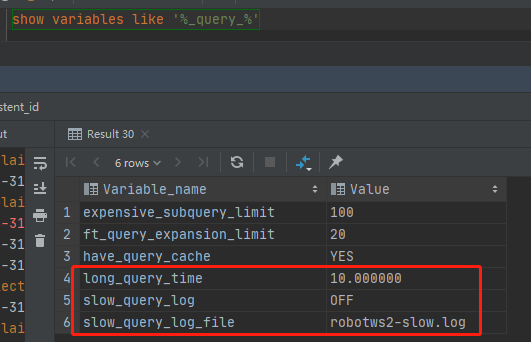 show variables like '%_query_%'
stent_id
ut
Result 30
lai
6 rows
-31
Variable_name
Value
lai
1
expensive_subquery_limit
100
-31
2
ft_query_expansion_limit
20
-31
3
have_query_cache
YES
-31
4
long_query_time
10.000000
ect
5
slow_query_log
OFF
-31
6
slow_query_log_file
robotws2-slow.log
-31